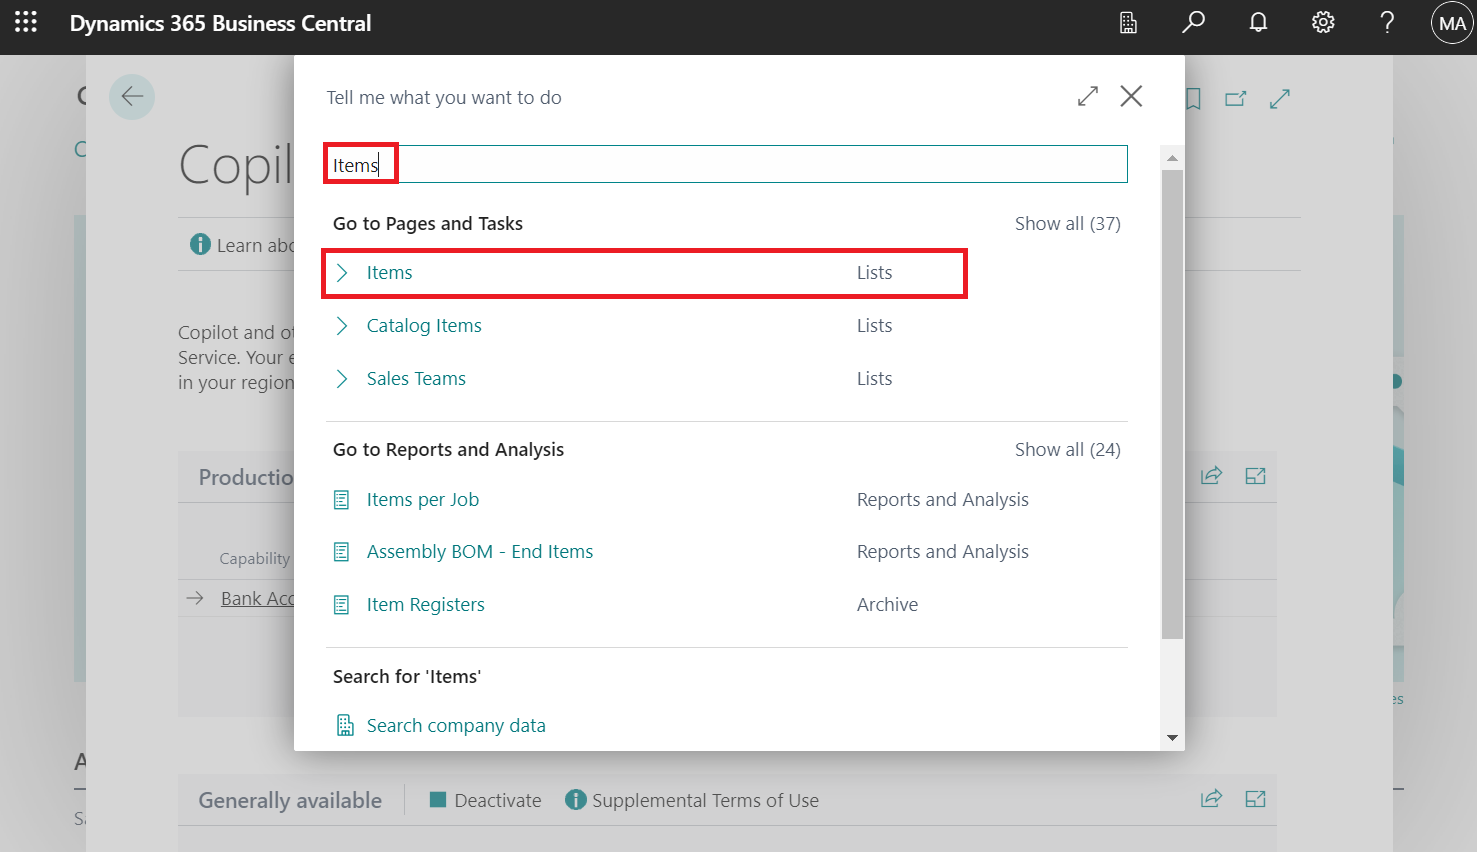 Dynamics 365 Business Central
MA
Tell me what you want to do
Items
Copil
Go to Pages and Tasks Show all (37)
Learn abo
Items Lists
Catalog Items Lists
Copilot and ot
Service. Your e
in your region
Sales Teams Lists
Go to Reports and Analysis Show all (24)
Productio
Items per Job Reports and Analysis
Assembly BOM - End Items Reports and Analysis
Capability
Bank Acc
Item Registers Archive
Search for 'Items'
Search company data
Generally available Deactivate Supplemental Terms of Use